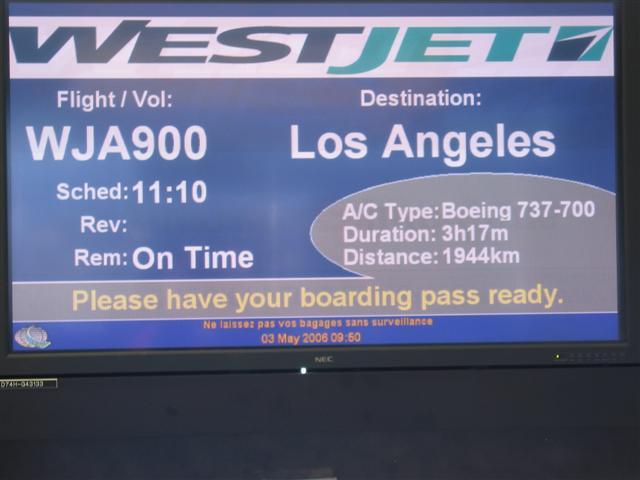 WESTJET
Flight / Vol: Destination:
WJA900 Los Angeles
Sched: 11:10
Rev:
Rem: On Time
A/C Type: Boeing 737-700
Duration: 3h17m
Distance: 1944km
Please have your boarding pass ready.
Ne laissez pas vos bagages sans surveillance
03 May 2006 09:50
NEC
D74H-G43133